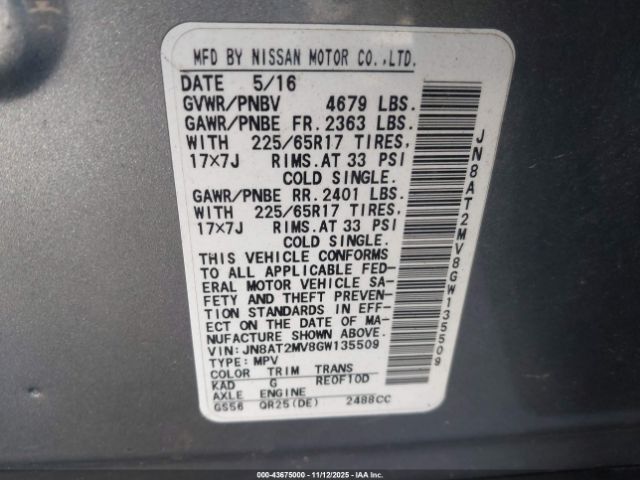 MFD BY NISSAN MOTOR CO.,LTD.
DATE 5/16
GVWR/PNBV 4679 LBS.
GAWR/PNBE FR. 2363 LBS.
WITH 225/65R17 TIRES,
17×7J RIMS.AT 33 PSI
COLD SINGLE.
GAWR/PNBE RR. 2401 LBS.
WITH 225/65R17 TIRES,
17×7J RIMS.AT 33 PSI
COLD SINGLE.
THIS VEHICLE CONFORMS
TO ALL APPLICABLE FED-
ERAL MOTOR VEHICLE SA-
FETY AND THEFT PREVEN-
TION STANDARDS IN EFF-
ECT ON THE DATE OF MA-
NUFACTURE SHOWN ABOVE.
VIN: JN8AT2MV8GW135509
TYPE: MPV
COLOR TRIM TRANS
KAD G RE0F10D
AXLE ENGINE
GS56 QR25(DE) 2488CC
JN8AT2MV8GW135509
000-43675000 - 11/12/2025 - IAAI.COM